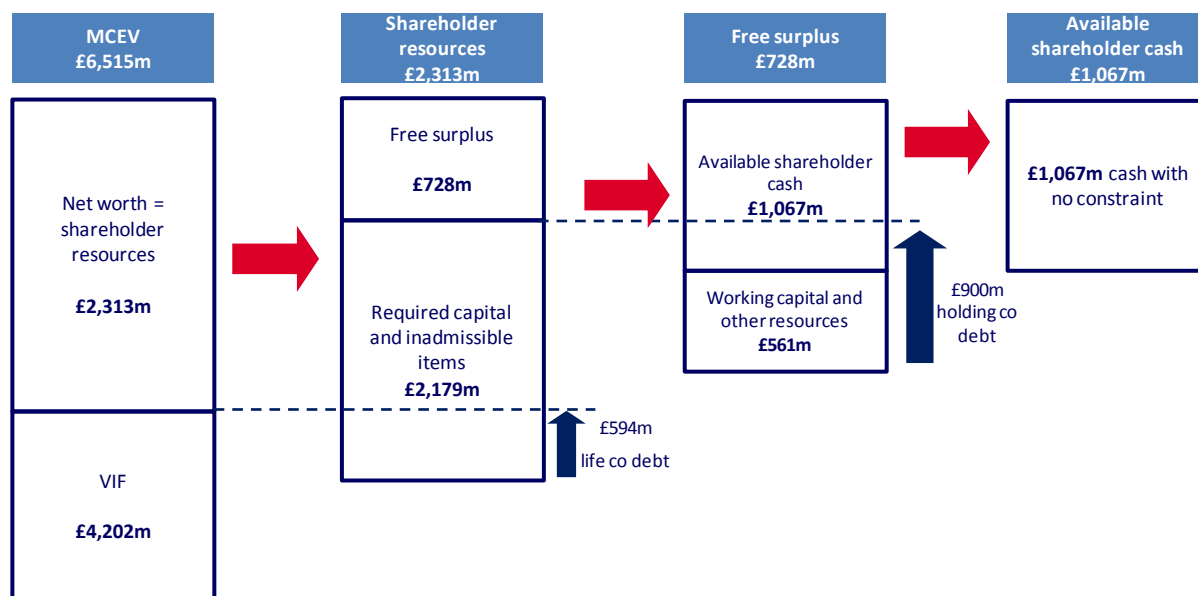 MCEV
£6,515m
Shareholder
resources
£2,313m
Free surplus
£728m
Available
shareholder cash
£1,067m
Net worth =
shareholder
resources
£2,313m
VIF
£4,202m
Free surplus
£728m
Required capital
and inadmissible
items
£2,179m
£594m
life co debt
Available shareholder
cash
£1,067m
Working capital and
other resources
£561m
£900m
holding co
debt
£1,067m cash with
no constraint